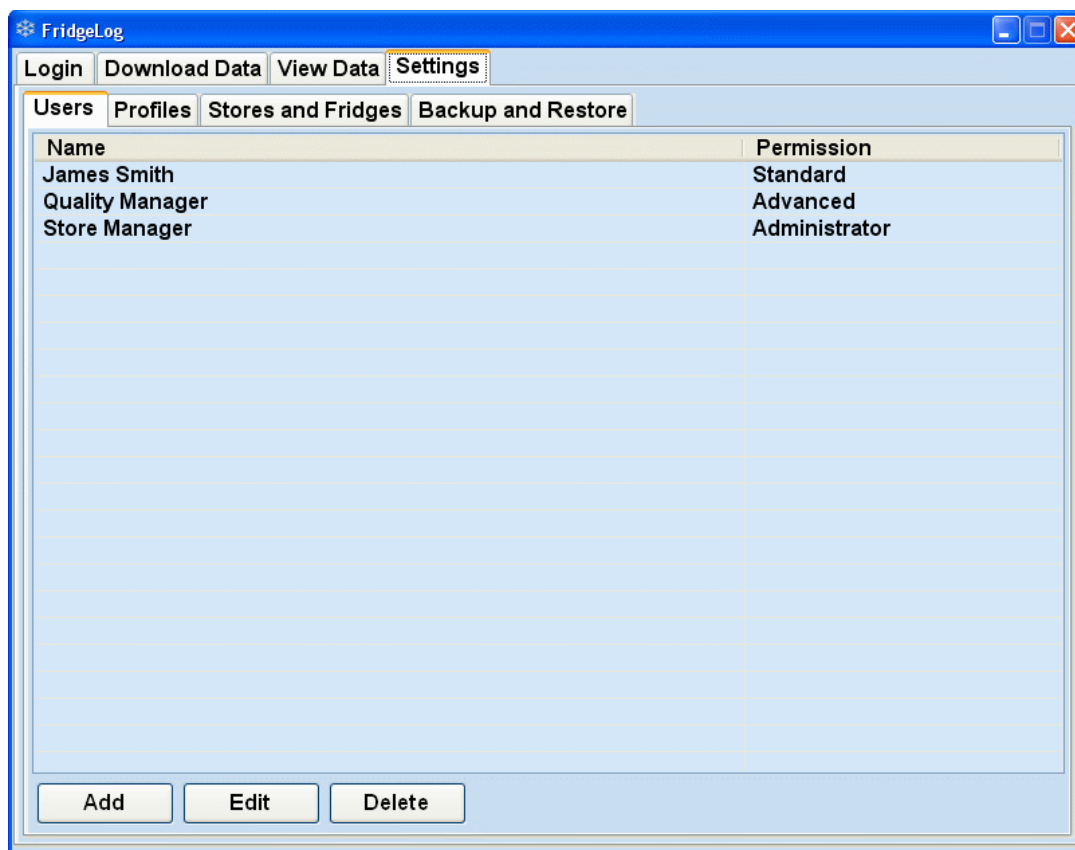 FridgeLog
Login Download Data View Data Settings
Users Profiles Stores and Fridges Backup and Restore
Name Permission
James Smith Standard
Quality Manager Advanced
Store Manager Administrator
Add Edit Delete